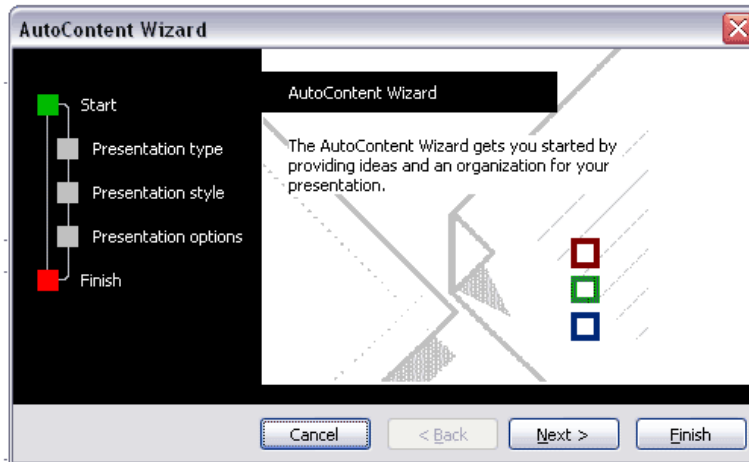 AutoContent Wizard
Start
Presentation type
Presentation style
Presentation options
Finish
AutoContent Wizard
The AutoContent Wizard gets you started by
providing ideas and an organization for your
presentation.
Cancel
< Back
Next >
Finish